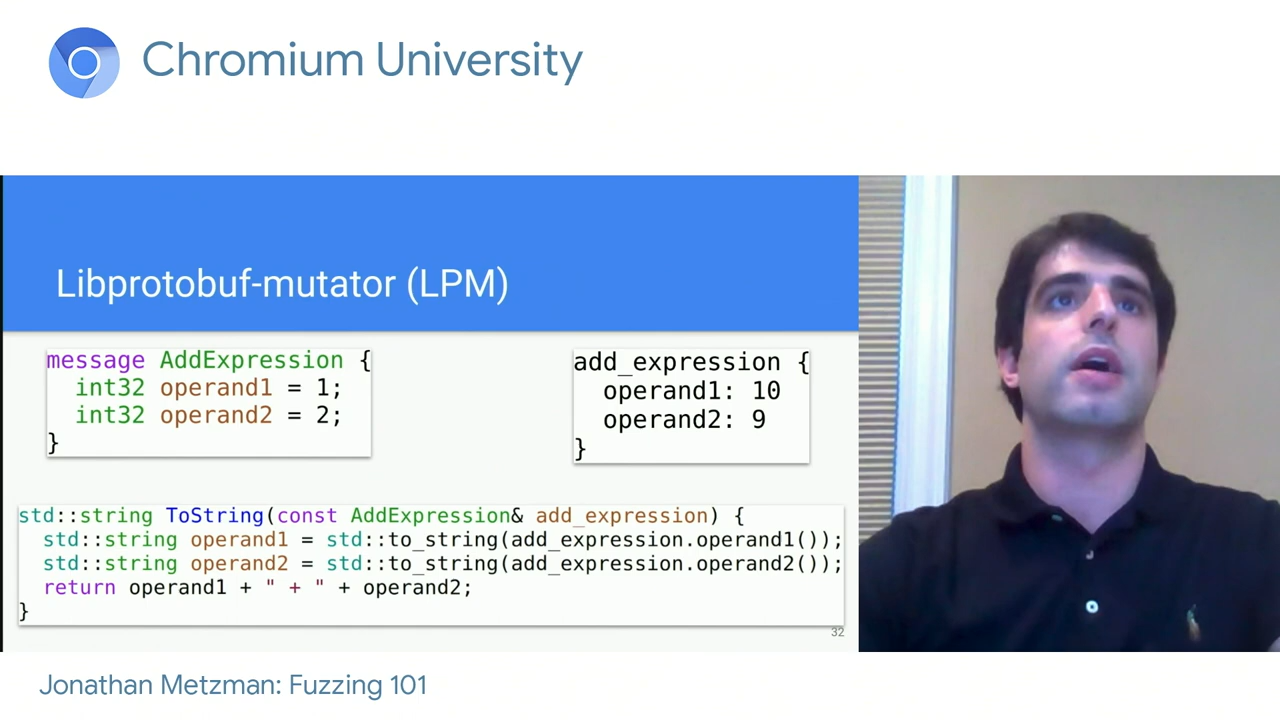 Chromium University
Libprotobuf-mutator (LPM)
message AddExpression {
  int32 operand1 = 1;
  int32 operand2 = 2;
}
add_expression {
  operand1: 10
  operand2: 9
}
std::string ToString(const AddExpression& add_expression) {
  std::string operand1 = std::to_string(add_expression.operand1());
  std::string operand2 = std::to_string(add_expression.operand2());
  return operand1 + " + " + operand2;
}
32
Jonathan Metzman: Fuzzing 101